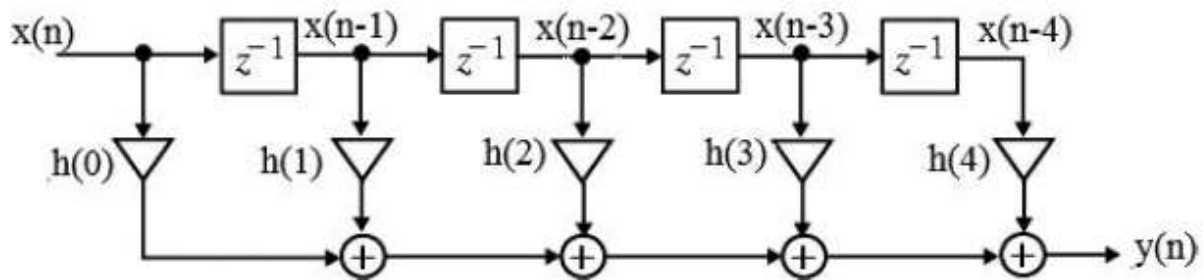 x(n) x(n-1) x(n-2) x(n-3) x(n-4)
z⁻¹ z⁻¹ z⁻¹ z⁻¹
h(0) h(1) h(2) h(3) h(4)
+ + + + y(n)